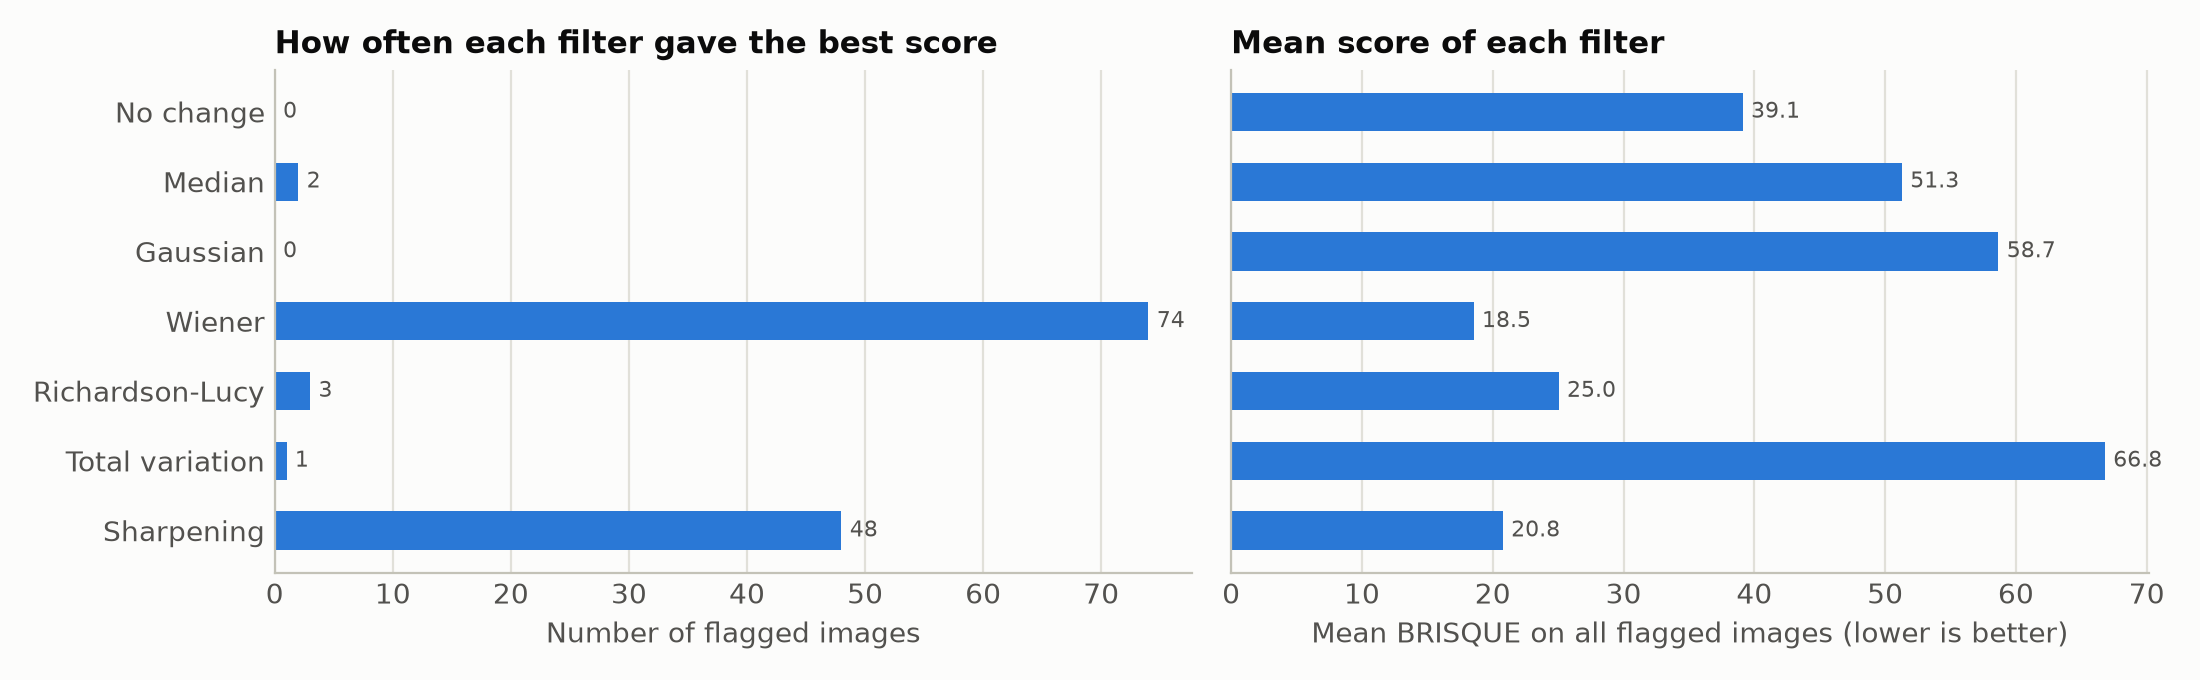 How often each filter gave the best score
No change 0
Median 2
Gaussian 0
Wiener 74
Richardson-Lucy 3
Total variation 1
Sharpening 48
0 10 20 30 40 50 60 70
Number of flagged images
Mean score of each filter
39.1
51.3
58.7
18.5
25.0
66.8
20.8
0 10 20 30 40 50 60 70
Mean BRISQUE on all flagged images (lower is better)